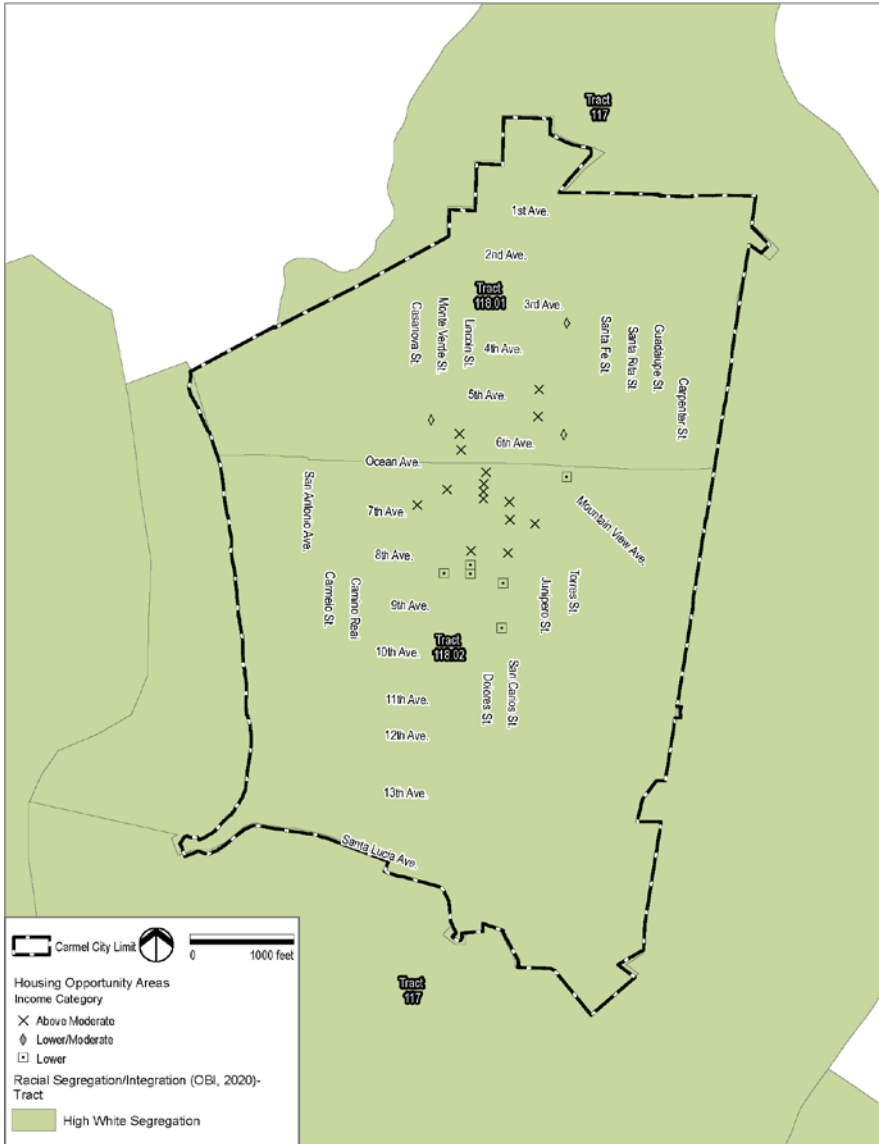 Tract
117
1st Ave.
2nd Ave.
Tract
118.01
3rd Ave.
Casanova St.
Monte Verde St.
Lincoln St.
4th Ave.
Santa Fe St.
Santa Rita St.
Guadalupe St.
Carpenter St.
5th Ave.
6th Ave.
Ocean Ave.
San Antonio Ave.
7th Ave.
Mountain View Ave.
8th Ave.
Carmelo St.
Camino Real
Junipero St.
Torres St.
9th Ave.
Tract
118.02
10th Ave.
Dolores St.
San Carlos St.
11th Ave.
12th Ave.
13th Ave.
Santa Lucia Ave.
Tract
117
Carmel City Limit
0 1000 feet
Housing Opportunity Areas
Income Category
Above Moderate
Lower/Moderate
Lower
Racial Segregation/Integration (OBI, 2020)-
Tract
High White Segregation